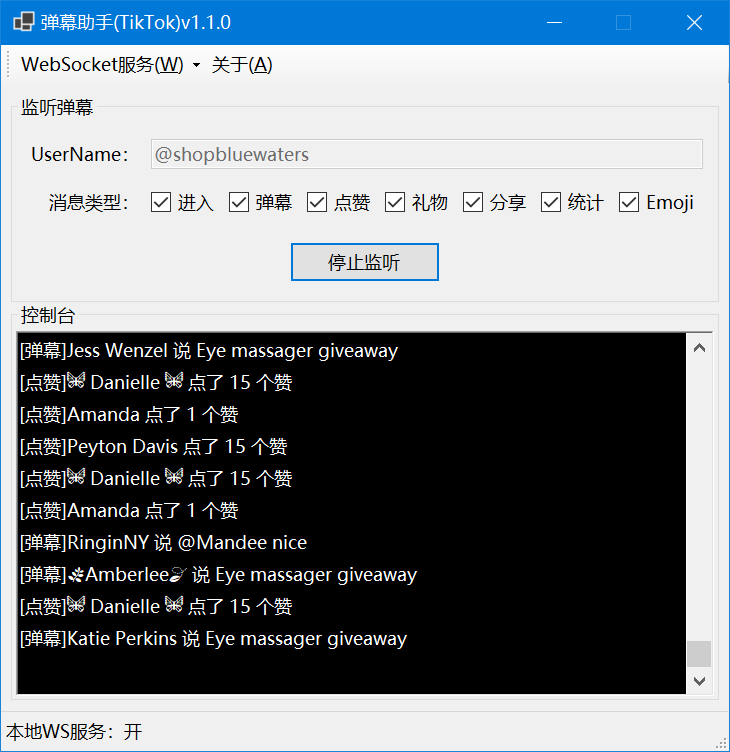 弹幕助手(TikTok)v1.1.0
WebSocket服务(W) 关于(A)
监听弹幕
UserName： @shopbluewaters
消息类型： 进入 弹幕 点赞 礼物 分享 统计 Emoji
停止监听
控制台
[弹幕]Jess Wenzel 说 Eye massager giveaway
[点赞]🦋 Danielle 🦋 点了 15 个赞
[点赞]Amanda 点了 1 个赞
[点赞]Peyton Davis 点了 15 个赞
[点赞]🦋 Danielle 🦋 点了 15 个赞
[点赞]Amanda 点了 1 个赞
[弹幕]RinginNY 说 @Mandee nice
[弹幕]🌿Amberlee🪄 说 Eye massager giveaway
[点赞]🦋 Danielle 🦋 点了 15 个赞
[弹幕]Katie Perkins 说 Eye massager giveaway
本地WS服务：开